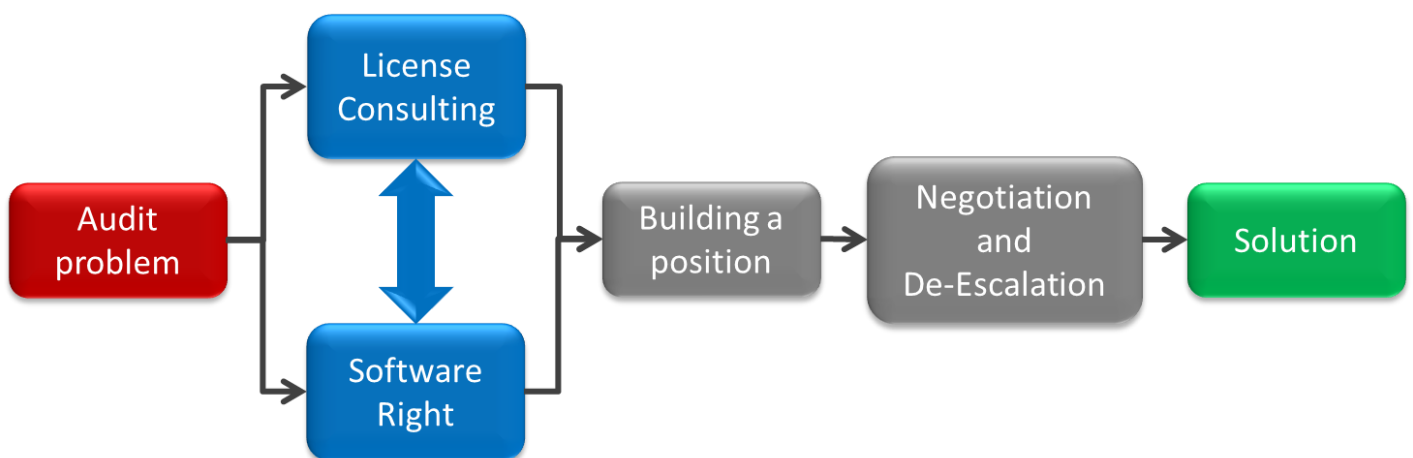 Audit
problem
License
Consulting
Software
Right
Building a
position
Negotiation
and
De-Escalation
Solution